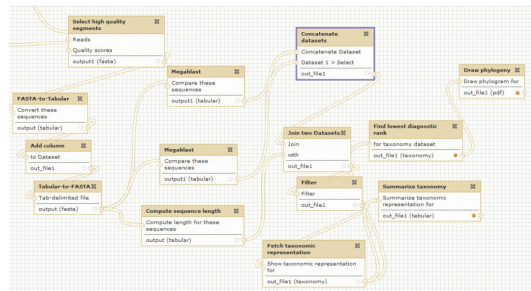 Select high quality
segments
Reads
Quality scores
output1 (fasta)
FASTA-to-Tabular
Convert these
sequences
output (tabular)
Add column
to Dataset
out_file1
Tabular-to-FASTA
Tab-delimited file
output (fasta)
Megablast
Compare these
sequences
output1 (tabular)
Megablast
Compare these
sequences
output1 (tabular)
Compute sequence length
Compute length for these
sequences
output (tabular)
Concatenate
datasets
Concatenate Dataset
Dataset 1 > Select
out_file1
Join two Datasets
Join
with
out_file1
Filter
Filter
out_file1
Fetch taxonomic
representation
Show taxonomic representation
for
out_file1 (taxonomy)
Find lowest diagnostic
rank
for taxonomy dataset
out_file1 (taxonomy)
Summarize taxonomy
Summarize taxonomic
representation for
out_file1 (tabular)
Draw phylogeny
Draw phylogram for
out_file1 (pdf)